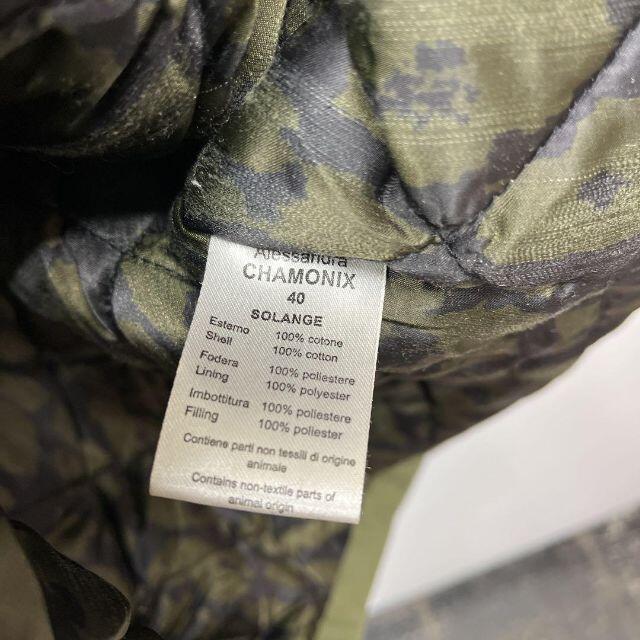 Alessandra
CHAMONIX
40
SOLANGE
Esterno 100% cotone
Shell 100% cotton
Fodera 100% poliestere
Lining 100% polyester
Imbottitura 100% poliestere
Filling 100% poliester
Contiene parti non tessili di origine
animale
Contains non-textile parts of
animal origin